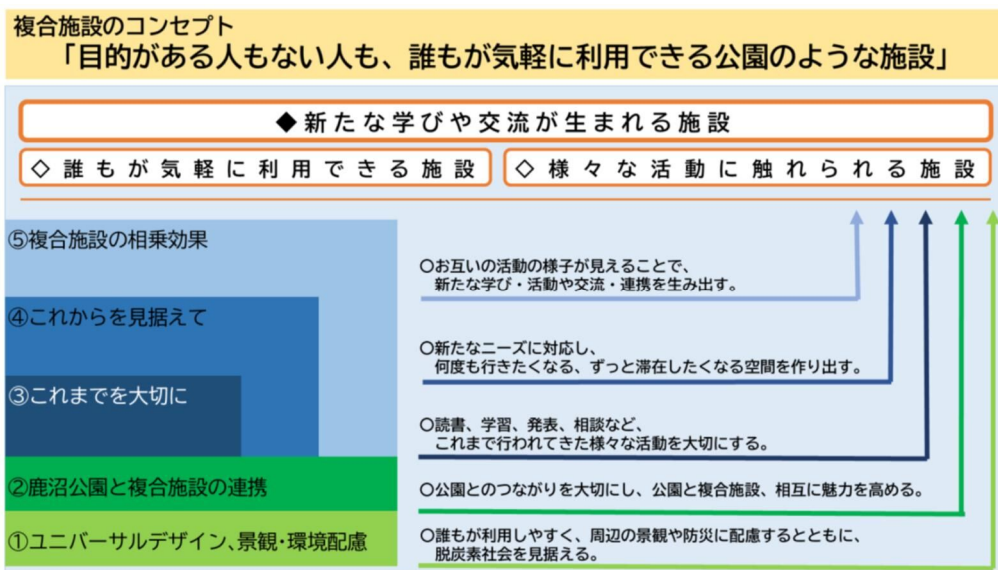 複合施設のコンセプト
「目的がある人もない人も、誰もが気軽に利用できる公園のような施設」
◆新たな学びや交流が生まれる施設
◇誰もが気軽に利用できる施設
◇様々な活動に触れられる施設
⑤複合施設の相乗効果
〇お互いの活動の様子が見えることで、
新たな学び・活動や交流・連携を生み出す。
④これからを見据えて
〇新たなニーズに対応し、
何度も行きたくなる、ずっと滞在したくなる空間を作り出す。
③これまでを大切に
〇読書、学習、発表、相談など、
これまで行われてきた様々な活動を大切にする。
②鹿沼公園と複合施設の連携
〇公園とのつながりを大切にし、公園と複合施設、相互に魅力を高める。
①ユニバーサルデザイン、景観・環境配慮
〇誰もが利用しやすく、周辺の景観や防災に配慮するとともに、
脱炭素社会を見据える。